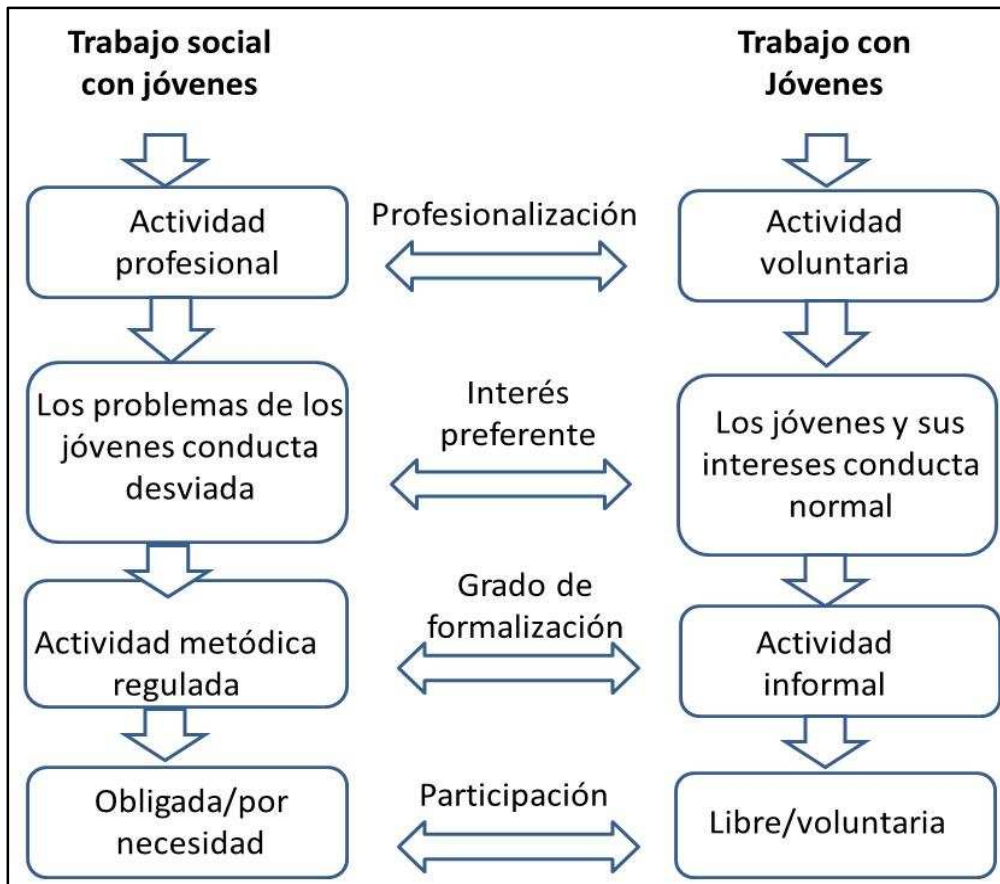 Trabajo social
con jóvenes
Trabajo con
Jóvenes
Actividad
profesional
Profesionalización
Actividad
voluntaria
Los problemas de los
jóvenes conducta
desviada
Interés
preferente
Los jóvenes y sus
intereses conducta
normal
Actividad metódica
regulada
Grado de
formalización
Actividad
informal
Obligada/por
necesidad
Participación
Libre/voluntaria